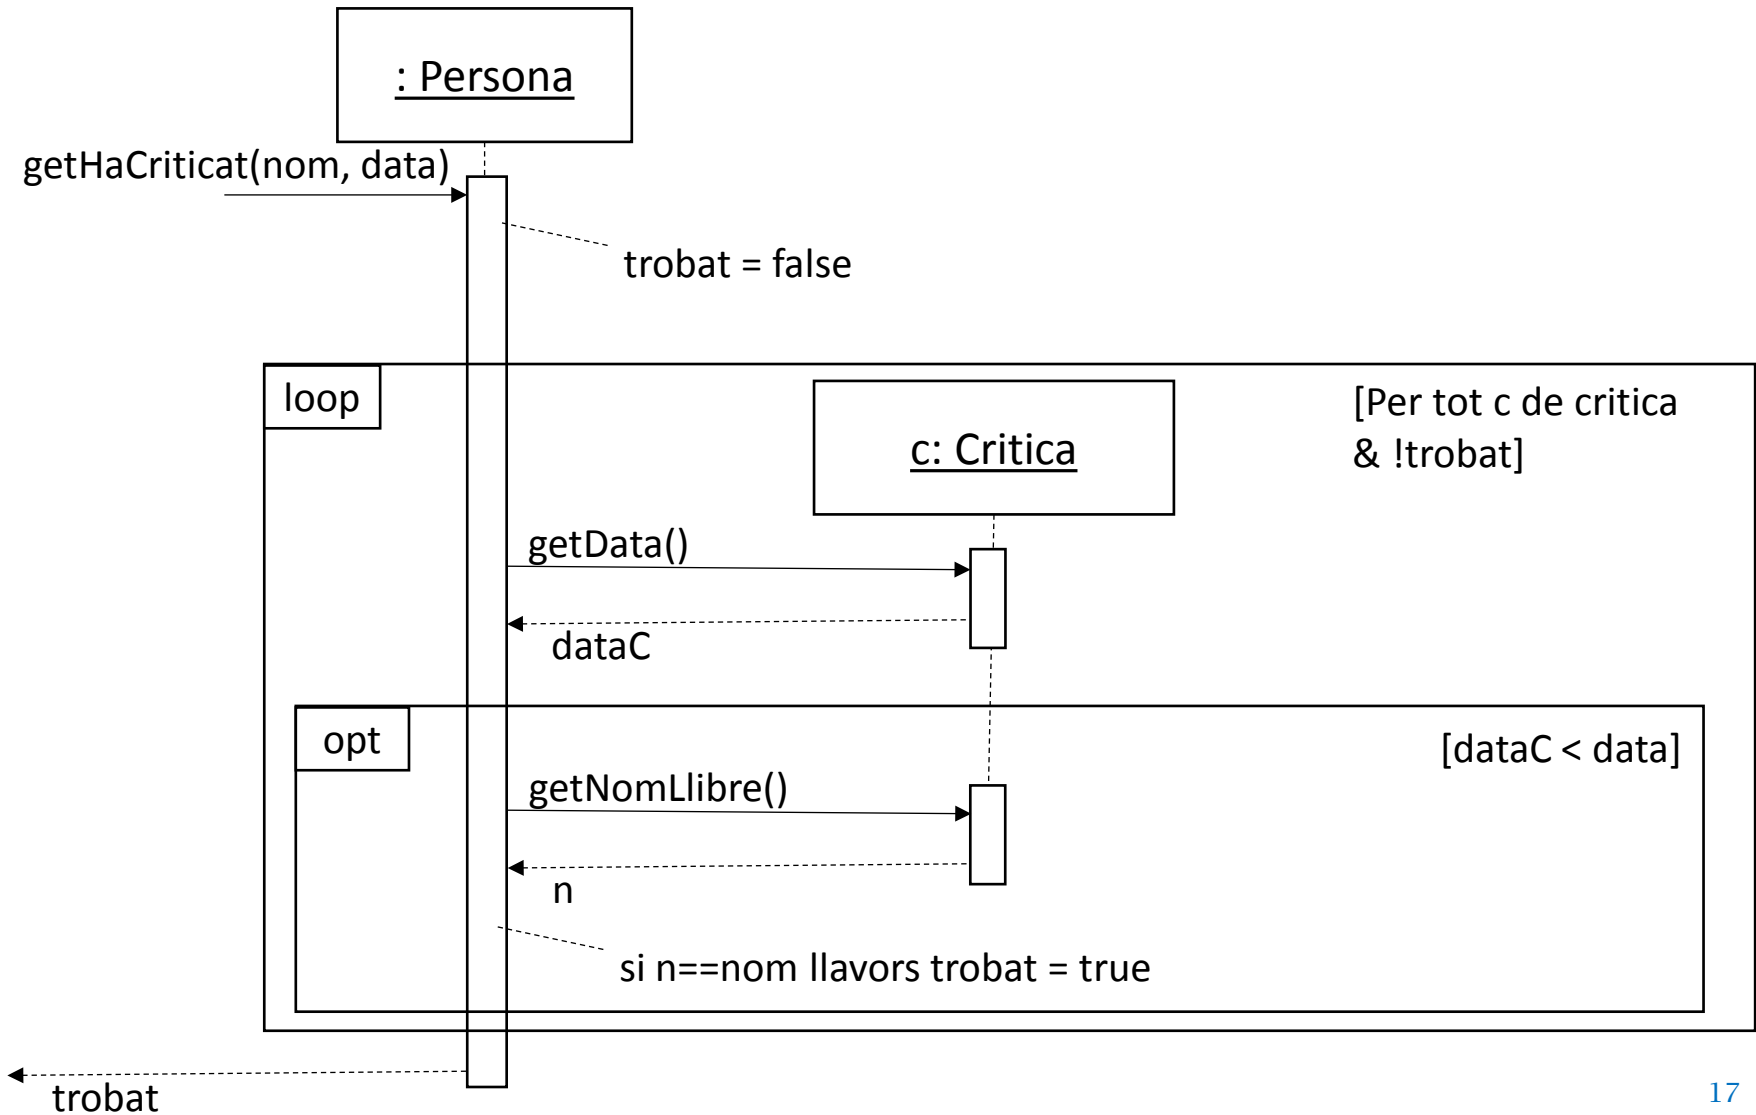 : Persona
getHaCriticat(nom, data)
trobat = false
loop
[Per tot c de critica
& !trobat]
c: Critica
getData()
dataC
opt
[dataC < data]
getNomLlibre()
n
si n==nom llavors trobat = true
trobat
17